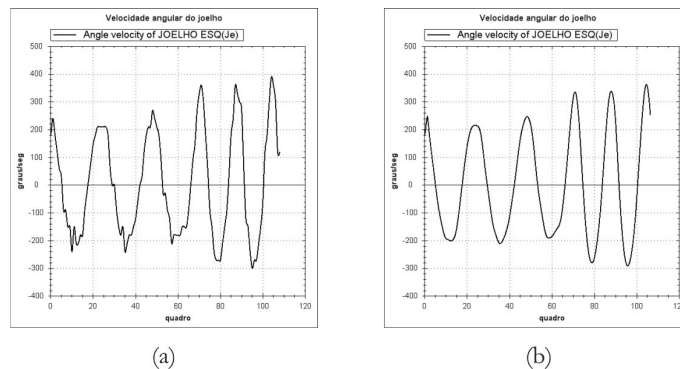 Velocidade angular do joelho
Angle velocity of JOELHO ESQ(Je)
graus/seg
500
400
300
200
100
0
-100
-200
-300
-400
0 20 40 60 80 100 120
quadro
(a)
Velocidade angular do joelho
Angle velocity of JOELHO ESQ(Je)
graus/seg
500
400
300
200
100
0
-100
-200
-300
-400
0 20 40 60 80 100 120
quadro
(b)